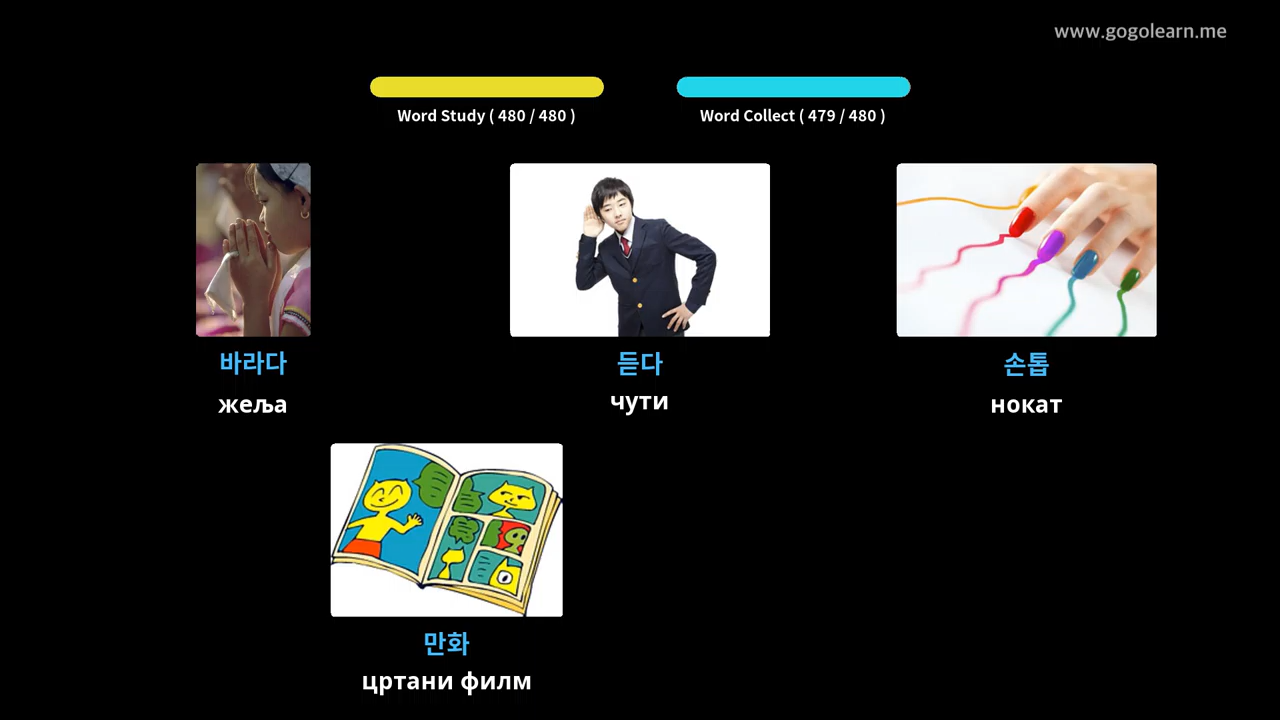 www.gogolearn.me
Word Study ( 480 / 480 )
Word Collect ( 479 / 480 )
바라다
жеља
듣다
чути
손톱
нокат
만화
цртани филм